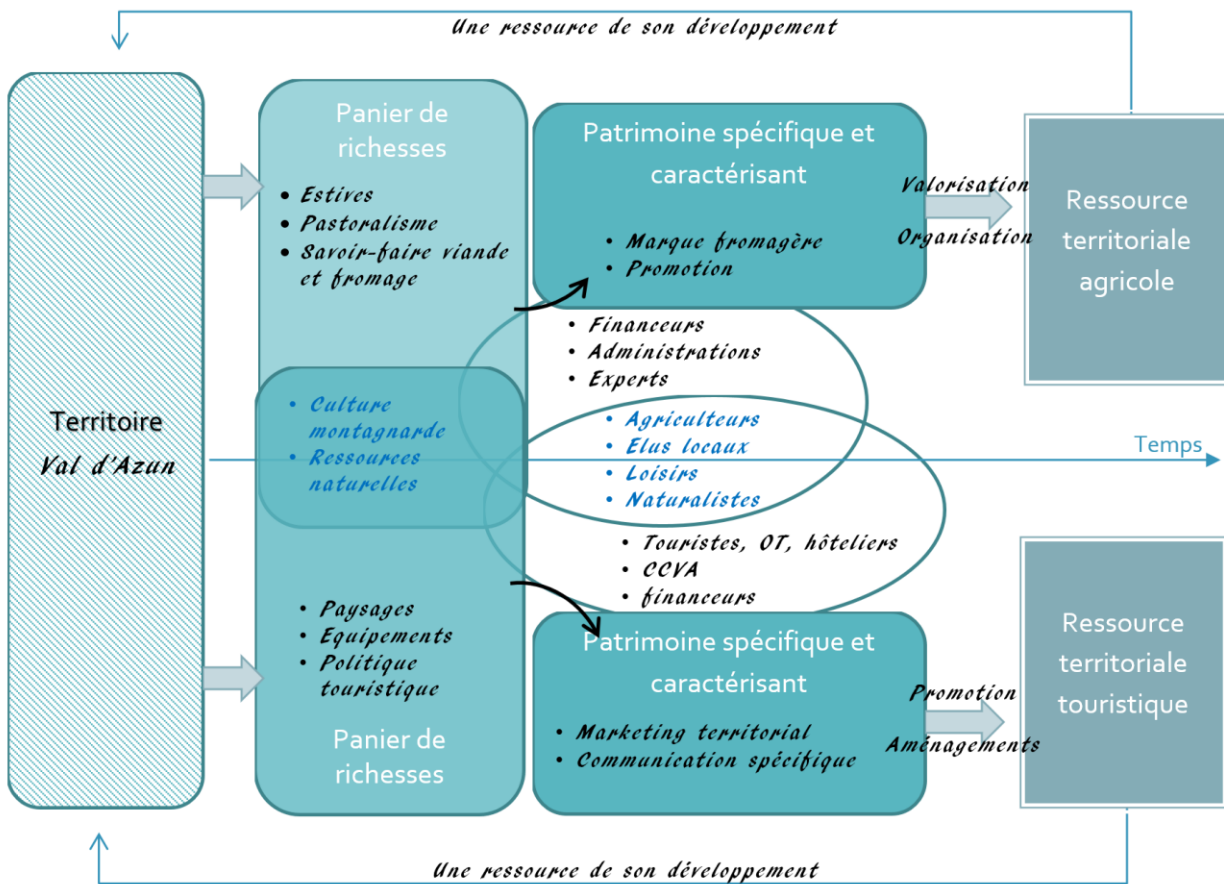 Une ressource de son développement
Territoire
Val d'Azun
Panier de
richesses
• Estives
• Pastoralisme
• Savoir-faire viande
et fromage
• Culture
montagnarde
• Ressources
naturelles
• Paysages
• Equipements
• Politique
touristique
Panier de
richesses
Patrimoine spécifique et
caractérisant
• Marque fromagère
• Promotion
• Financeurs
• Administrations
• Experts
• Agriculteurs
• Elus locaux
• Loisirs
• Naturalistes
• Touristes, OT, hôteliers
• CCVA
• financeurs
Patrimoine spécifique et
caractérisant
• Marketing territorial
• Communication spécifique
Valorisation
Organisation
Ressource
territoriale
agricole
Temps
Promotion
Aménagements
Ressource
territoriale
touristique
Une ressource de son développement